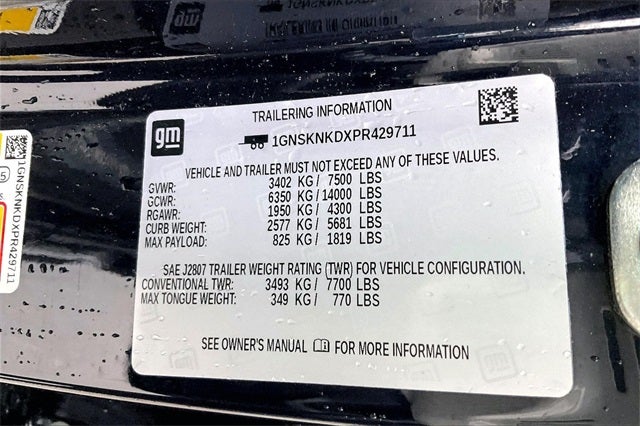 TRAILERING INFORMATION
gm
1GNSKNKDXPR429711
VEHICLE AND TRAILER MUST NOT EXCEED ANY OF THESE VALUES.
GVWR: 3402 KG / 7500 LBS
GCWR: 6350 KG / 14000 LBS
RGAWR: 1950 KG / 4300 LBS
CURB WEIGHT: 2577 KG / 5681 LBS
MAX PAYLOAD: 825 KG / 1819 LBS
SAE J2807 TRAILER WEIGHT RATING (TWR) FOR VEHICLE CONFIGURATION.
CONVENTIONAL TWR: 3493 KG / 7700 LBS
MAX TONGUE WEIGHT: 349 KG / 770 LBS
SEE OWNER'S MANUAL FOR MORE INFORMATION
1GNSKNKDXPR429711